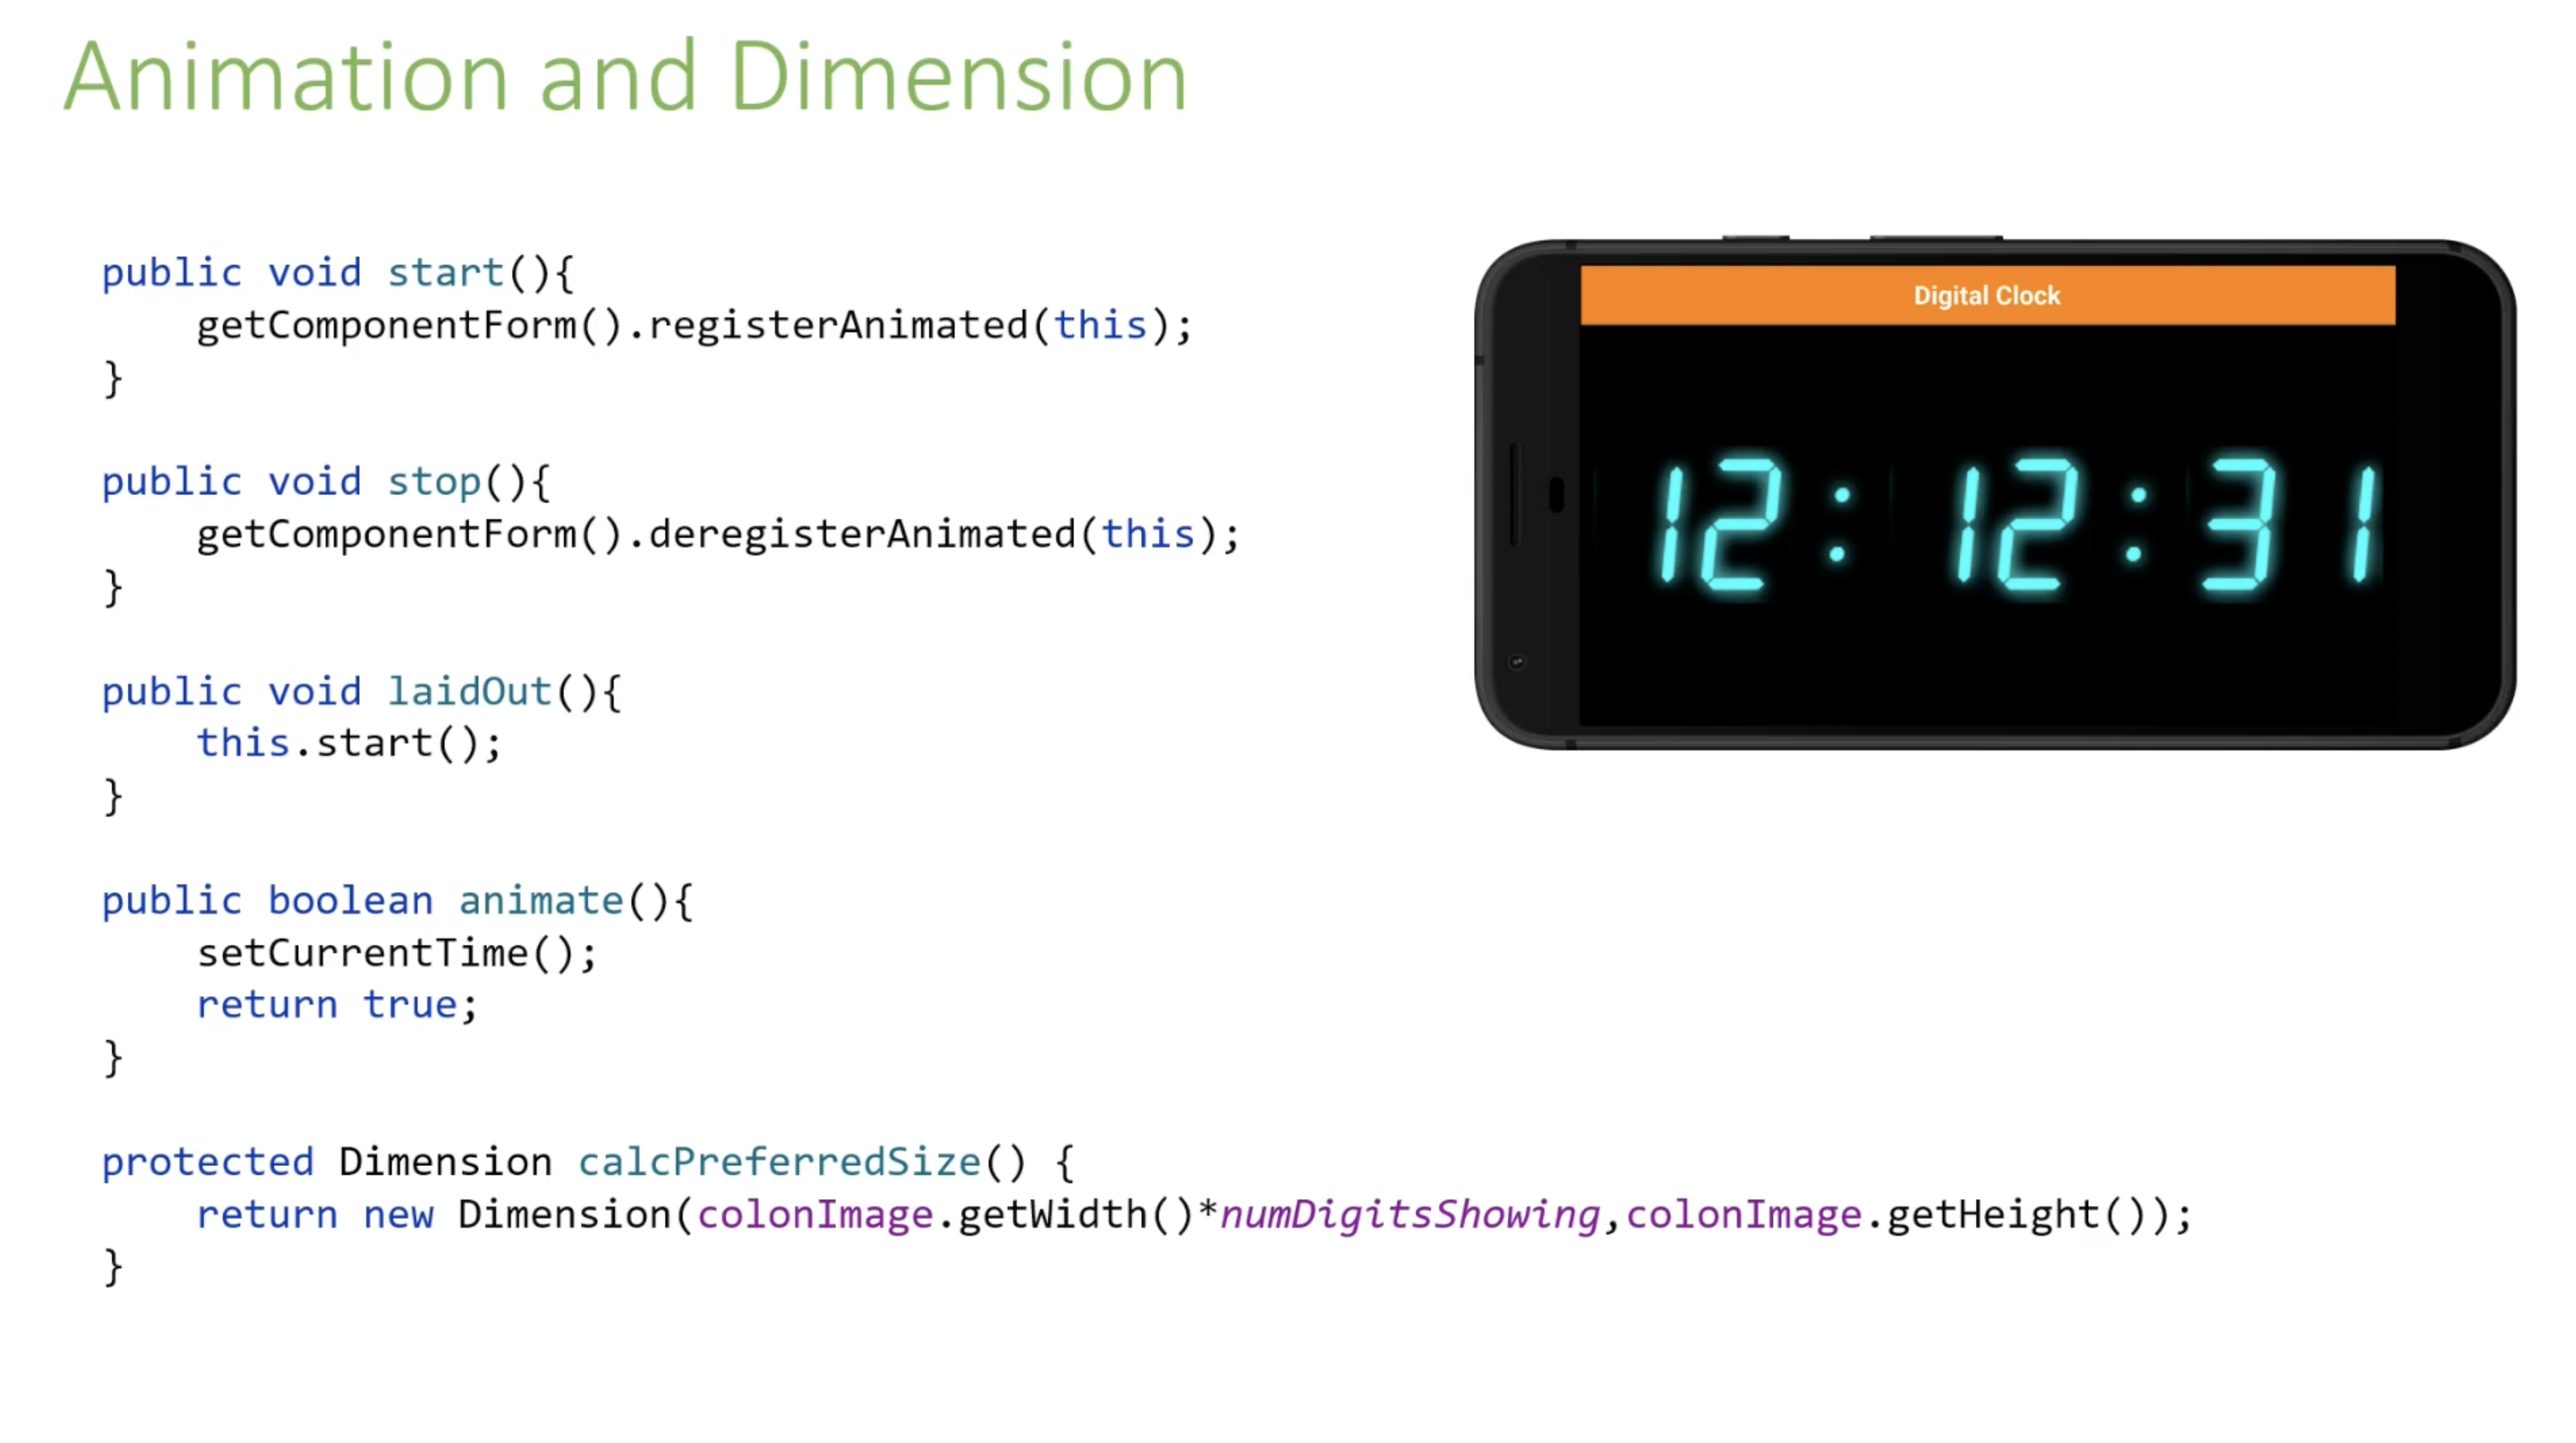 Animation and Dimension
public void start(){
    getComponentForm().registerAnimated(this);
}
public void stop(){
    getComponentForm().deregisterAnimated(this);
}
public void laidOut(){
    this.start();
}
public boolean animate(){
    setCurrentTime();
    return true;
}
protected Dimension calcPreferredSize() {
    return new Dimension(colonImage.getWidth()*numDigitsShowing,colonImage.getHeight());
}
Digital Clock
12:12:31